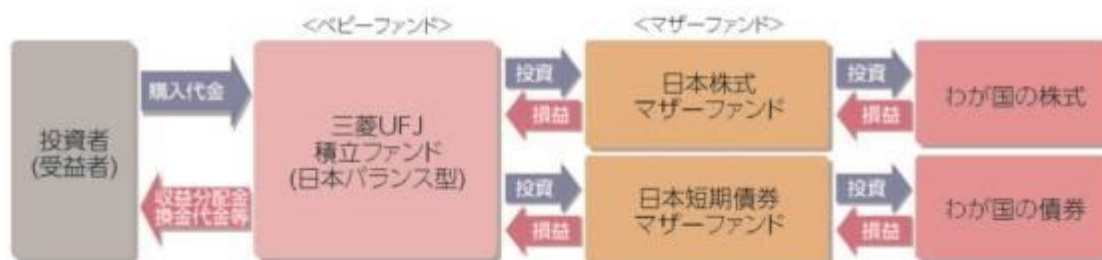 <ベビーファンド>
<マザーファンド>
購入代金
投資
損益
日本株式
マザーファンド
投資
損益
わが国の株式
投資者
(受益者)
三菱UFJ
積立ファンド
(日本バランス型)
収益分配金
換金代金等
投資
損益
日本短期債券
マザーファンド
投資
損益
わが国の債券